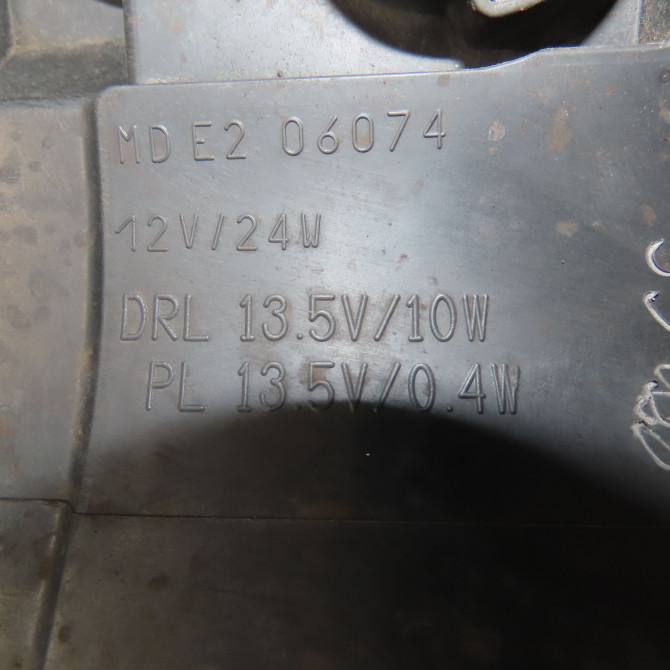 MD E2 06074
12V/24W
DRL 13.5V/10W
PL 13.5V/0.4W